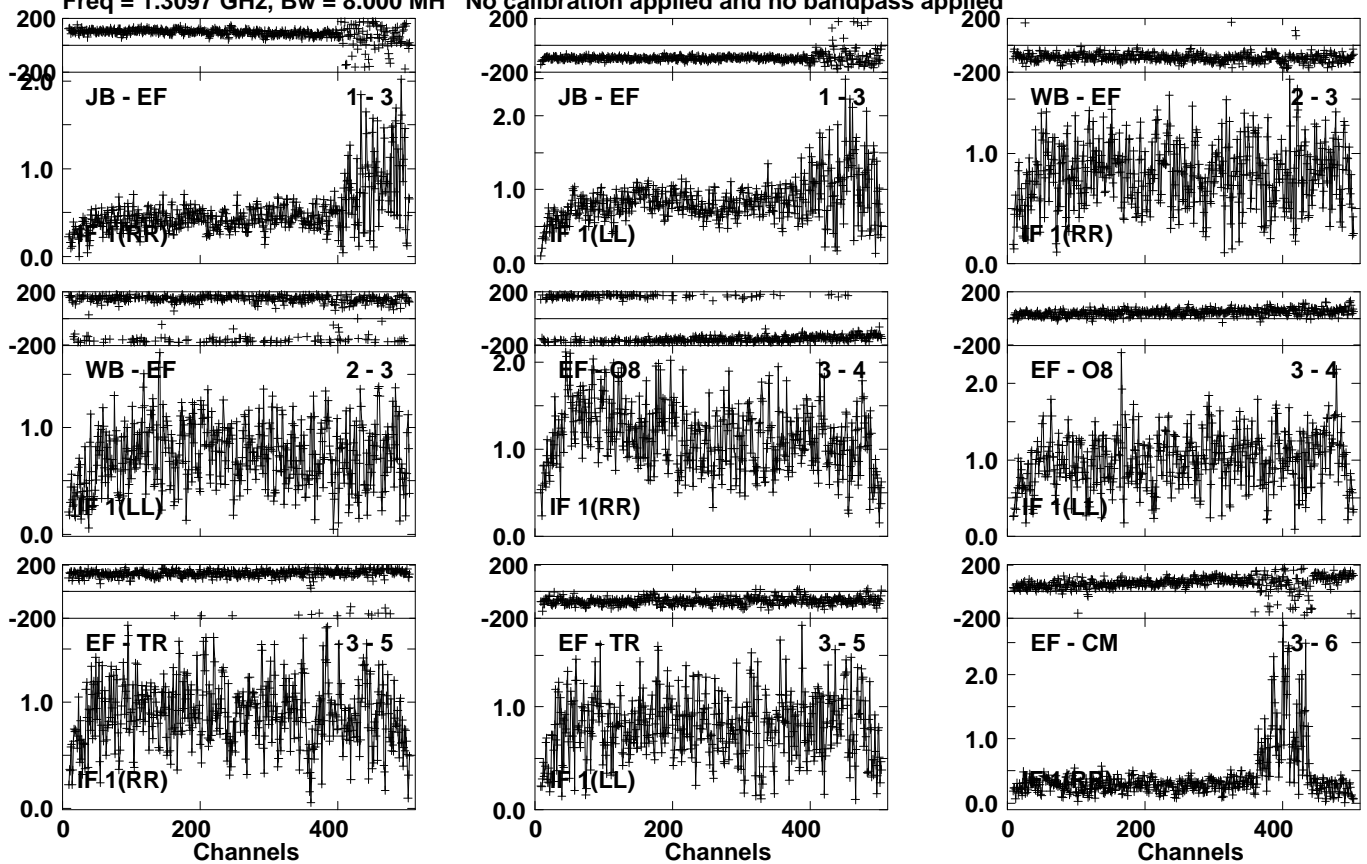 Freq = 1.3097 GHz, Bw = 8.000 MH No calibration applied and no bandpass applied
200
-200
2.0
1.0
0.0
JB - EF 1 - 3
IF 1(RR)
200
-200
2.0
1.0
0.0
JB - EF 1 - 3
IF 1(LL)
200
-200
1.0
0.0
WB - EF 2 - 3
IF 1(RR)
200
-200
1.0
0.0
WB - EF 2 - 3
IF 1(LL)
200
-200
2.0
1.0
0.0
EF - O8 3 - 4
IF 1(RR)
200
-200
2.0
1.0
0.0
EF - O8 3 - 4
IF 1(LL)
200
-200
1.0
0.0
EF - TR 3 - 5
IF 1(RR)
0 200 400
Channels
200
-200
1.0
0.0
EF - TR 3 - 5
IF 1(LL)
0 200 400
Channels
200
-200
2.0
1.0
0.0
EF - CM 3 - 6
IF 1(RR)
0 200 400
Channels